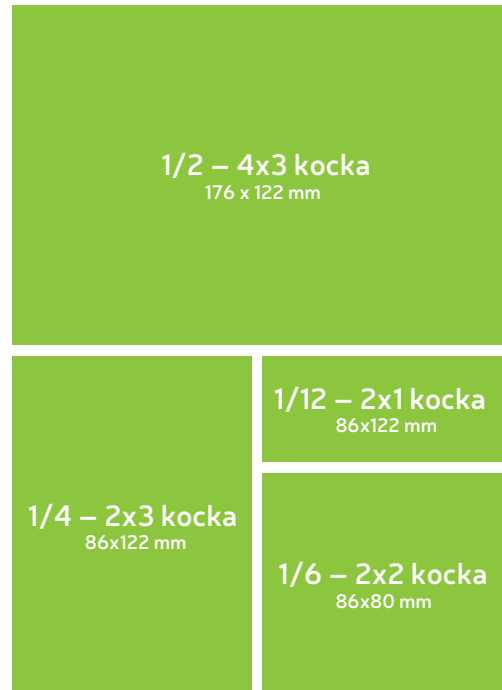 1/2 – 4x3 kocka
176 x 122 mm
1/12 – 2x1 kocka
86x122 mm
1/4 – 2x3 kocka
86x122 mm
1/6 – 2x2 kocka
86x80 mm